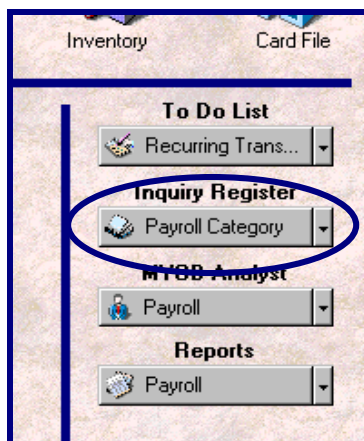 Inventory Card File
To Do List
Recurring Trans...
Inquiry Register
Payroll Category
MYOB Analyst
Payroll
Reports
Payroll